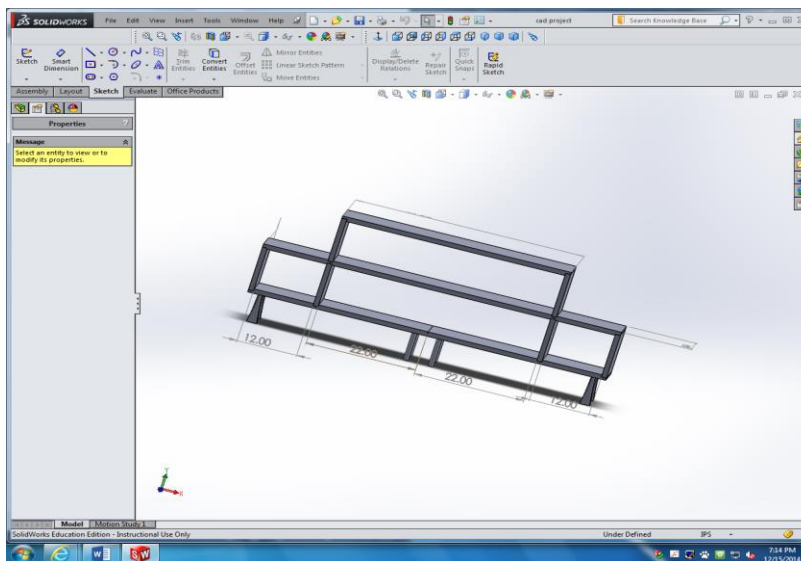 SOLIDWORKS File Edit View Insert Tools Window Help cad project Search Knowledge Base
Sketch Smart Dimension Trim Entities Convert Entities Offset Entities Mirror Entities Linear Sketch Pattern Move Entities Display/Delete Relations Repair Sketch Quick Snaps Rapid Sketch
Assembly Layout Sketch Evaluate Office Products
Properties ?
Message
Select an entity to view or to
modify its properties.
12.00
22.00
22.00
12.00
Y
X
Model Motion Study 1
SolidWorks Education Edition - Instructional Use Only Under Defined IPS -
7:14 PM
12/15/2014